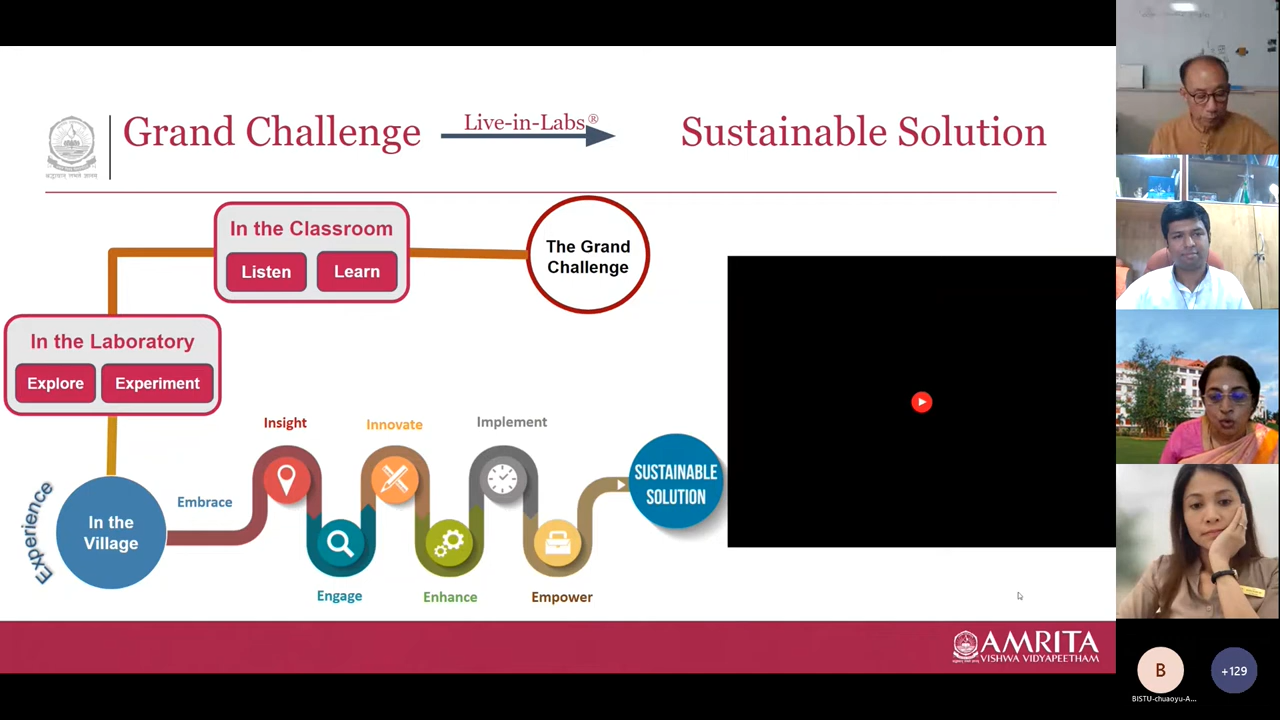 Grand Challenge
Live-in-Labs®
Sustainable Solution
In the Classroom
Listen
Learn
The Grand
Challenge
In the Laboratory
Explore
Experiment
Insight
Innovate
Implement
SUSTAINABLE
SOLUTION
Experience
In the
Village
Embrace
Engage
Enhance
Empower
AMRITA
VISHWA VIDYAPEETHAM
B
+129
BISTU-chuaoyu-A...